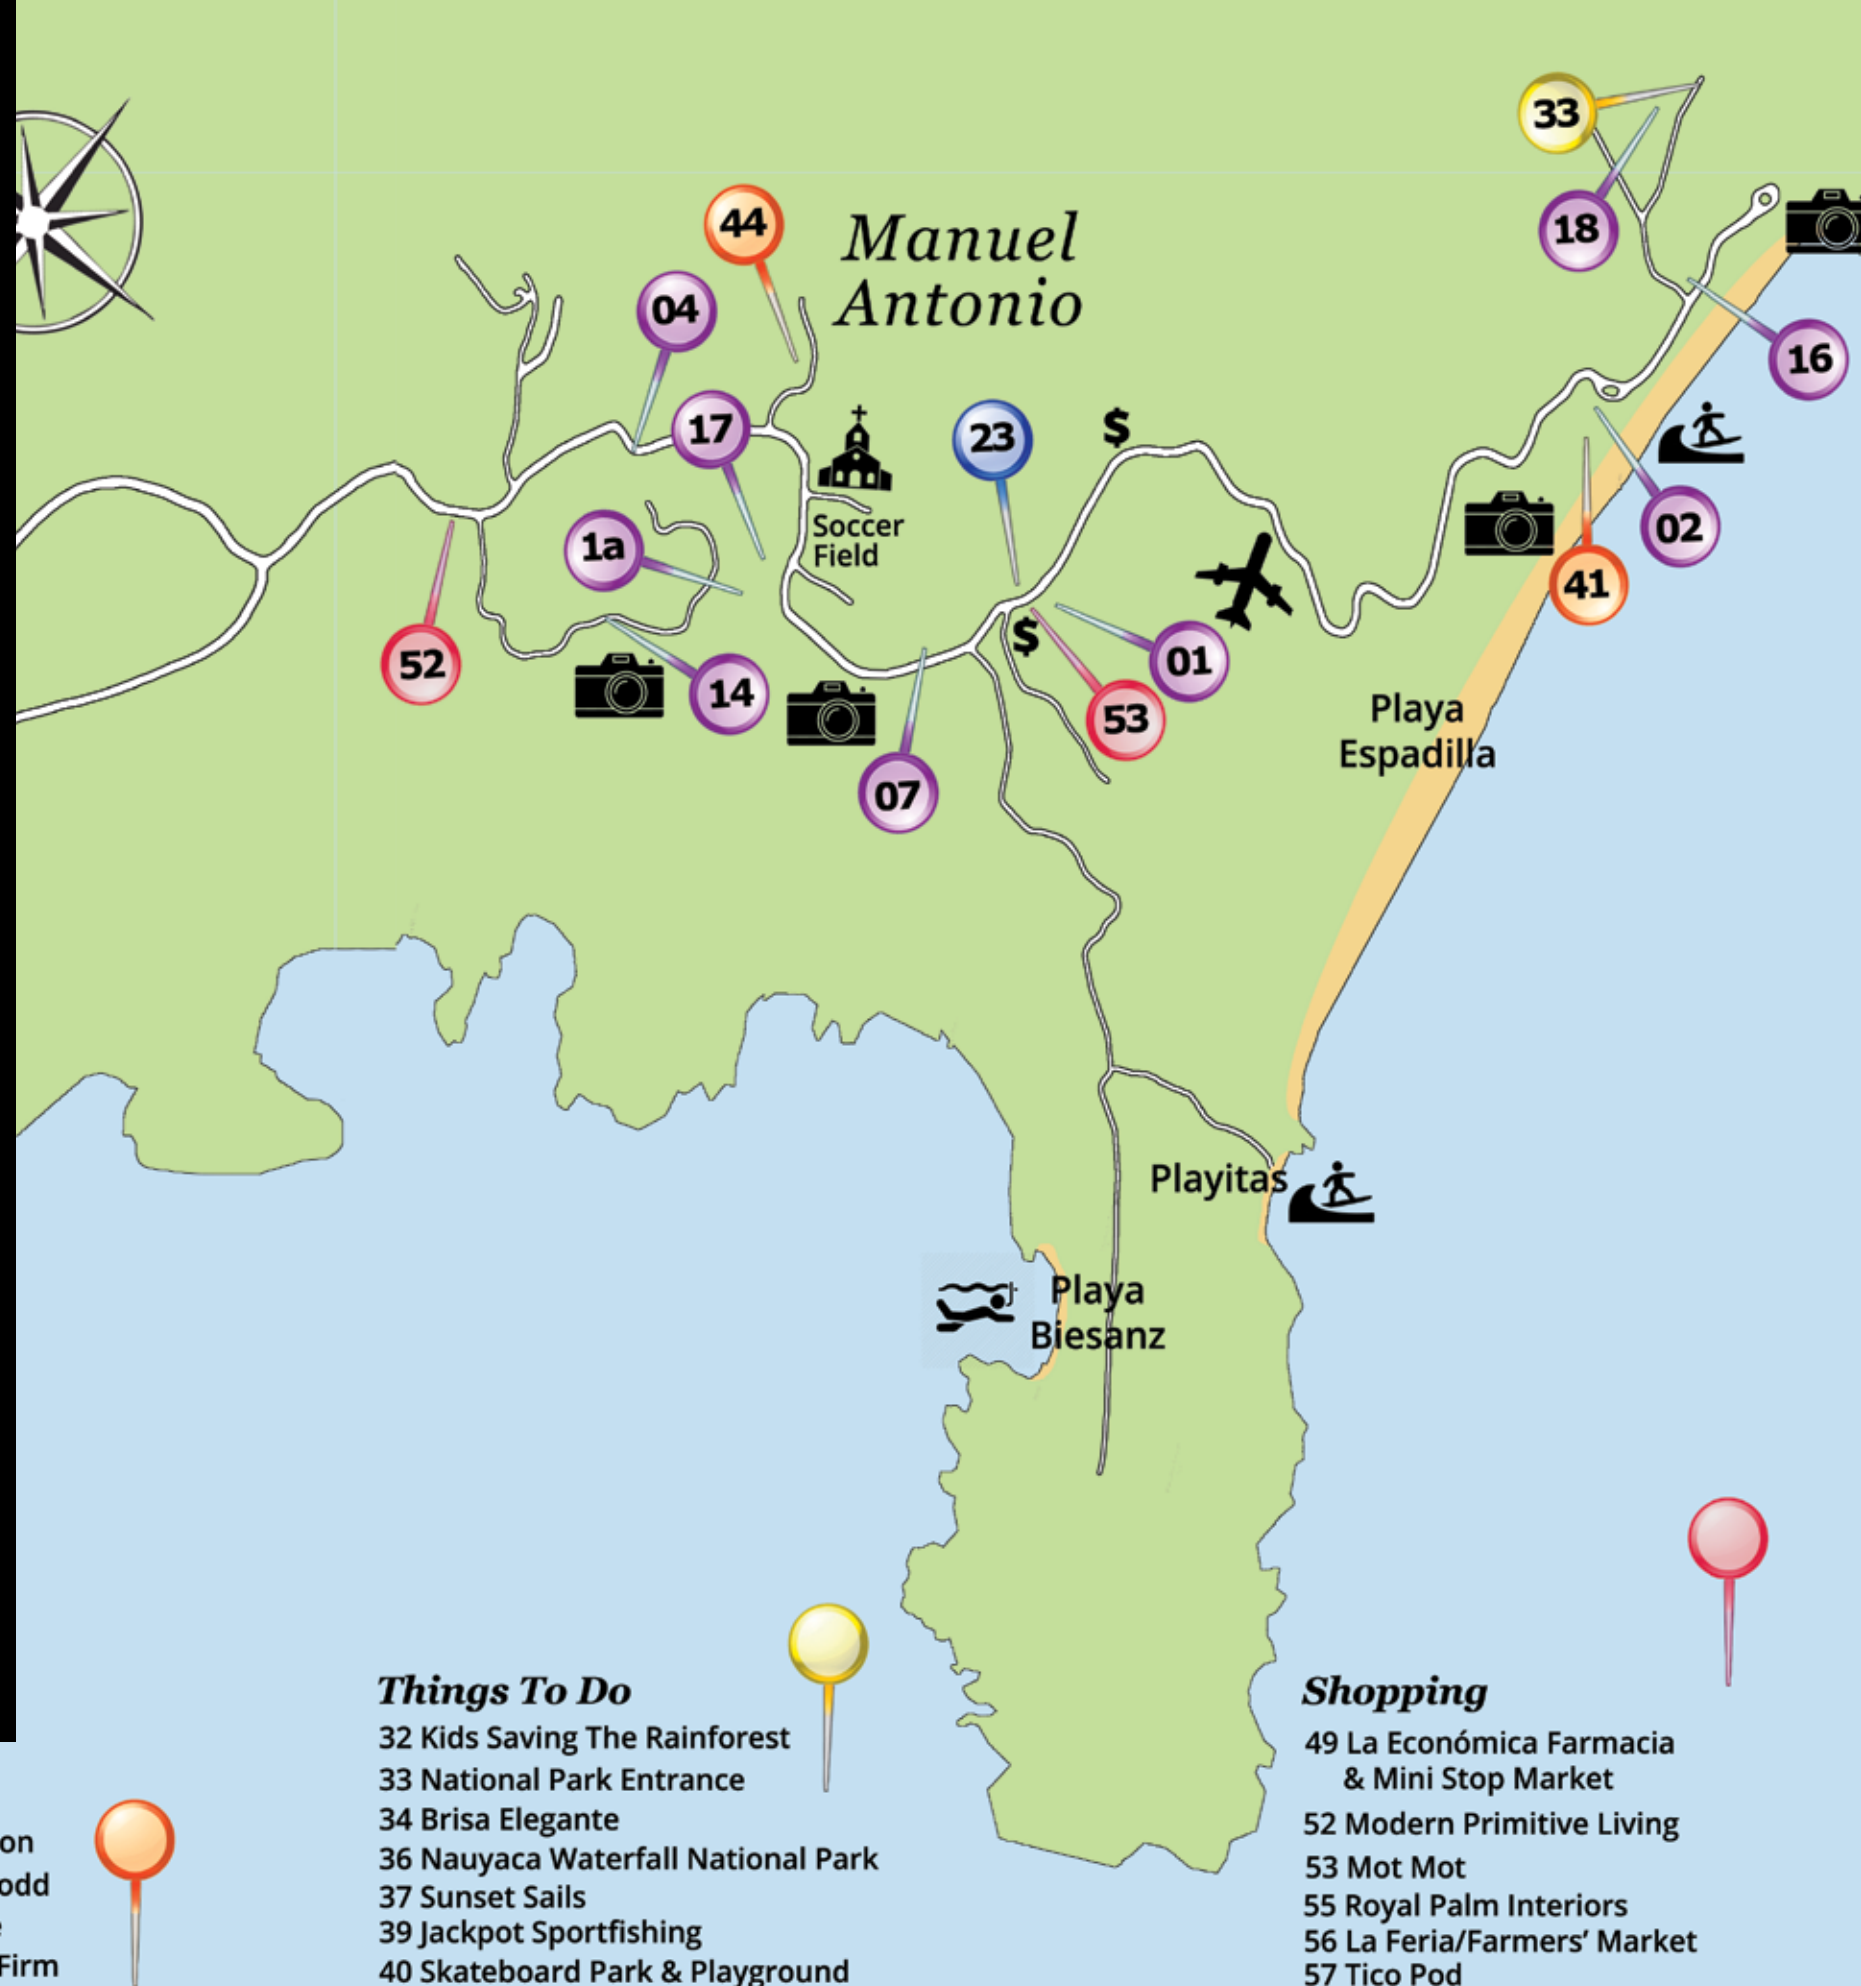 33
44
Manuel
Antonio
18
04
16
17
23
$
Soccer
Field
1a
02
41
52
$
01
14
53
Playa
Espadilla
07
Playitas
Playa
Biesanz
on
odd
e
Firm
Things To Do
32 Kids Saving The Rainforest
33 National Park Entrance
34 Brisa Elegante
36 Nauyaca Waterfall National Park
37 Sunset Sails
39 Jackpot Sportfishing
40 Skateboard Park & Playground
Shopping
49 La Económica Farmacia
& Mini Stop Market
52 Modern Primitive Living
53 Mot Mot
55 Royal Palm Interiors
56 La Feria/Farmers’ Market
57 Tico Pod